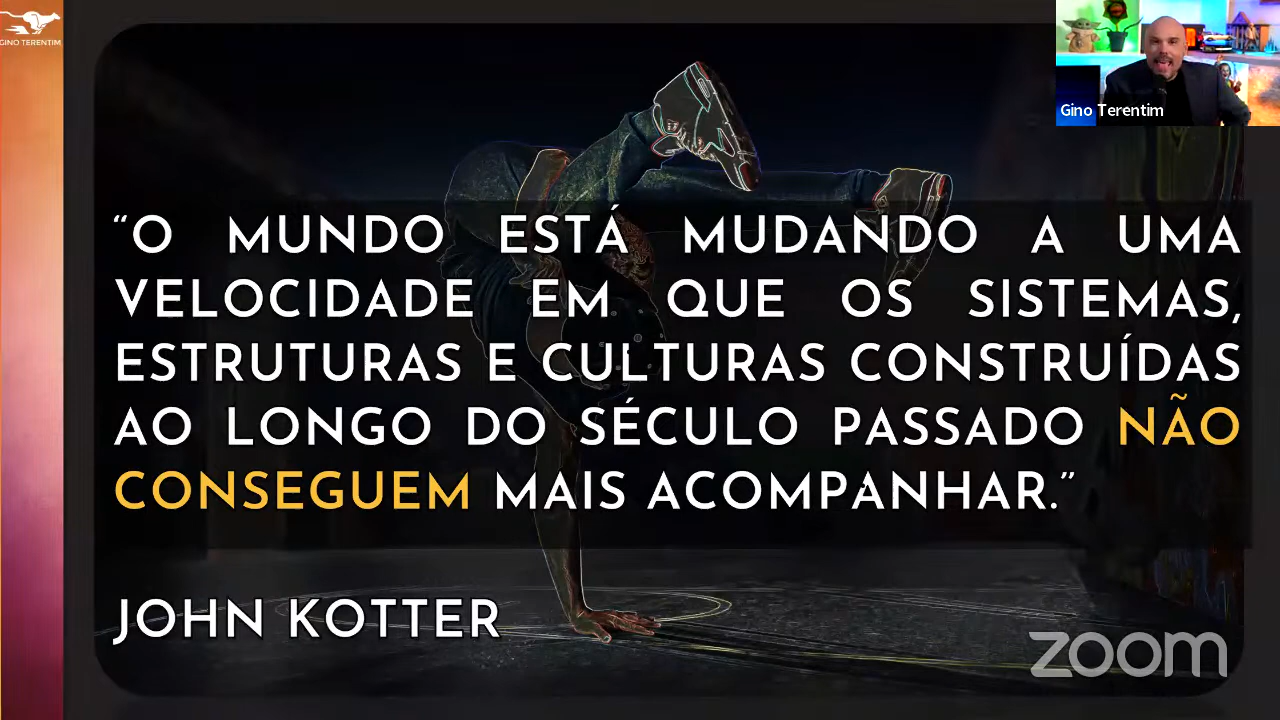 GINO TERENTIM
Gino Terentim
“O MUNDO ESTÁ MUDANDO A UMA
VELOCIDADE EM QUE OS SISTEMAS,
ESTRUTURAS E CULTURAS CONSTRUÍDAS
AO LONGO DO SÉCULO PASSADO NÃO
CONSEGUEM MAIS ACOMPANHAR.”
JOHN KOTTER
zoom